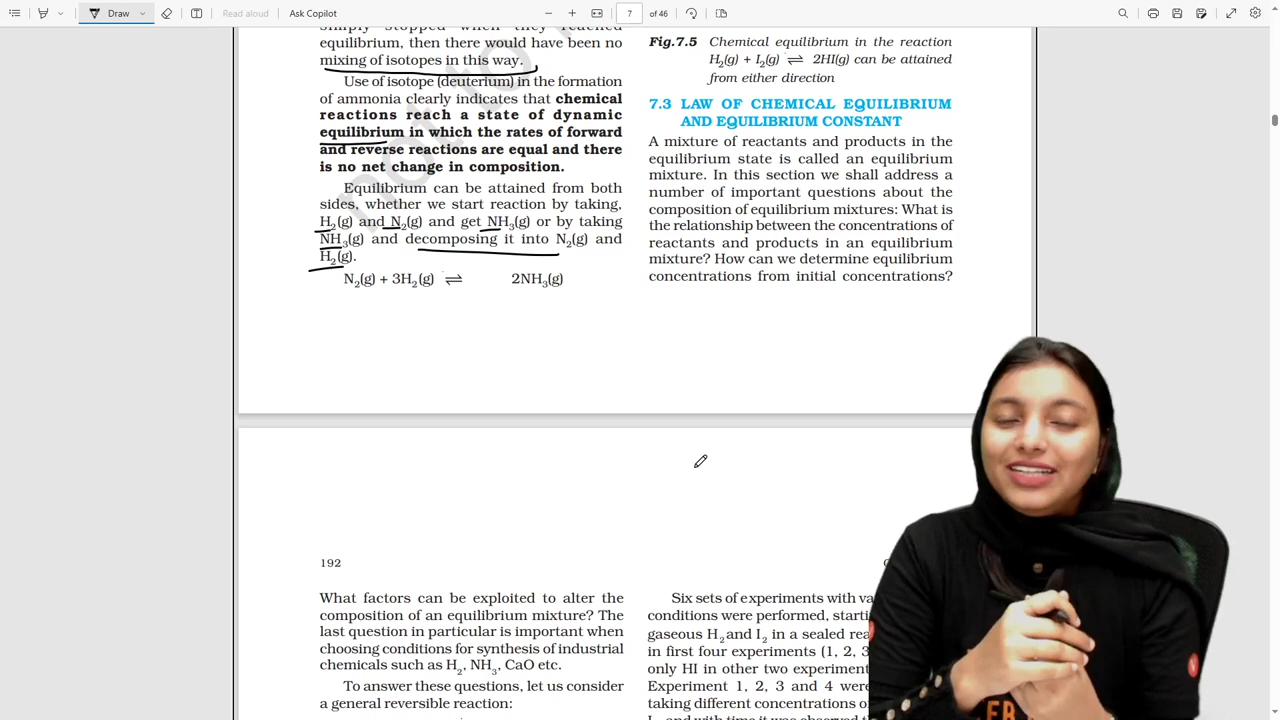 Draw
Read aloud
Ask Copilot
7 of 46
equilibrium, then there would have been no
mixing of isotopes in this way.
Use of isotope (deuterium) in the formation
of ammonia clearly indicates that chemical
reactions reach a state of dynamic
equilibrium in which the rates of forward
and reverse reactions are equal and there
is no net change in composition.
Equilibrium can be attained from both
sides, whether we start reaction by taking,
H₂(g) and N₂(g) and get NH₃(g) or by taking
NH₃(g) and decomposing it into N₂(g) and
H₂(g).
N₂(g) + 3H₂(g) ⇌ 2NH₃(g)
Fig.7.5 Chemical equilibrium in the reaction
H₂(g) + I₂(g) ⇌ 2HI(g) can be attained
from either direction
7.3 LAW OF CHEMICAL EQUILIBRIUM
AND EQUILIBRIUM CONSTANT
A mixture of reactants and products in the
equilibrium state is called an equilibrium
mixture. In this section we shall address a
number of important questions about the
composition of equilibrium mixtures: What is
the relationship between the concentrations of
reactants and products in an equilibrium
mixture? How can we determine equilibrium
concentrations from initial concentrations?
192
What factors can be exploited to alter the
composition of an equilibrium mixture? The
last question in particular is important when
choosing conditions for synthesis of industrial
chemicals such as H₂, NH₃, CaO etc.
To answer these questions, let us consider
a general reversible reaction:
Six sets of experiments with
conditions were performed,
gaseous H₂ and I₂ in a sealed
in first four experiments (1, 2, 3
only HI in other two
Experiment 1, 2, 3 and 4 were
taking different concentrations